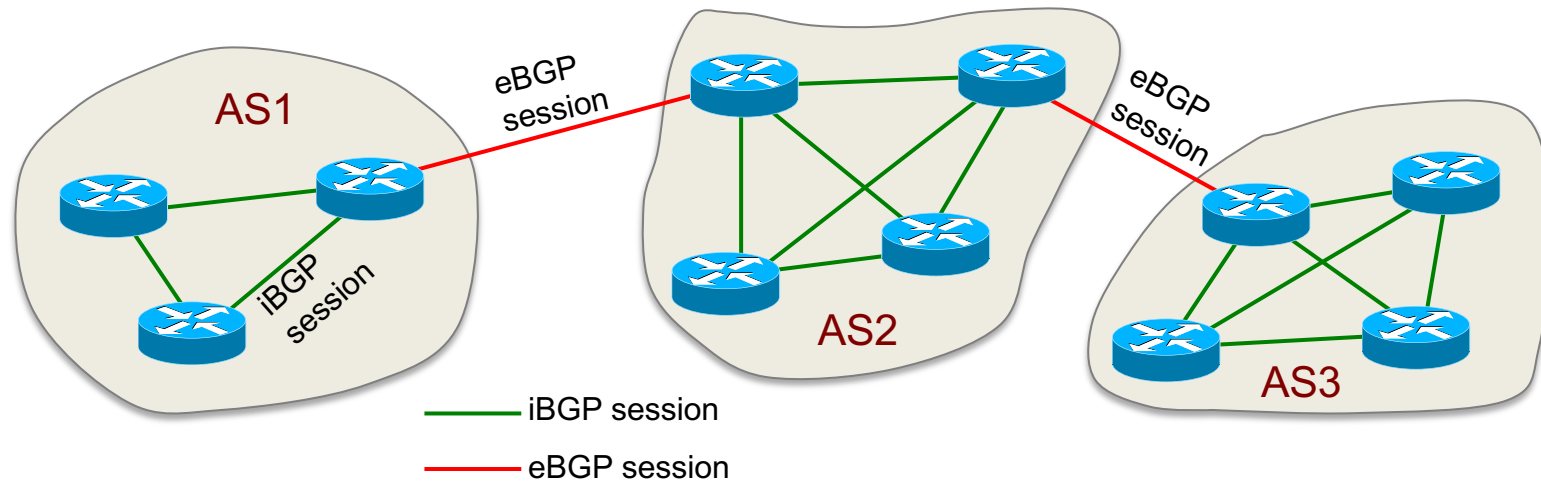 AS1
eBGP
session
iBGP
session
AS2
eBGP
session
AS3
iBGP session
eBGP session